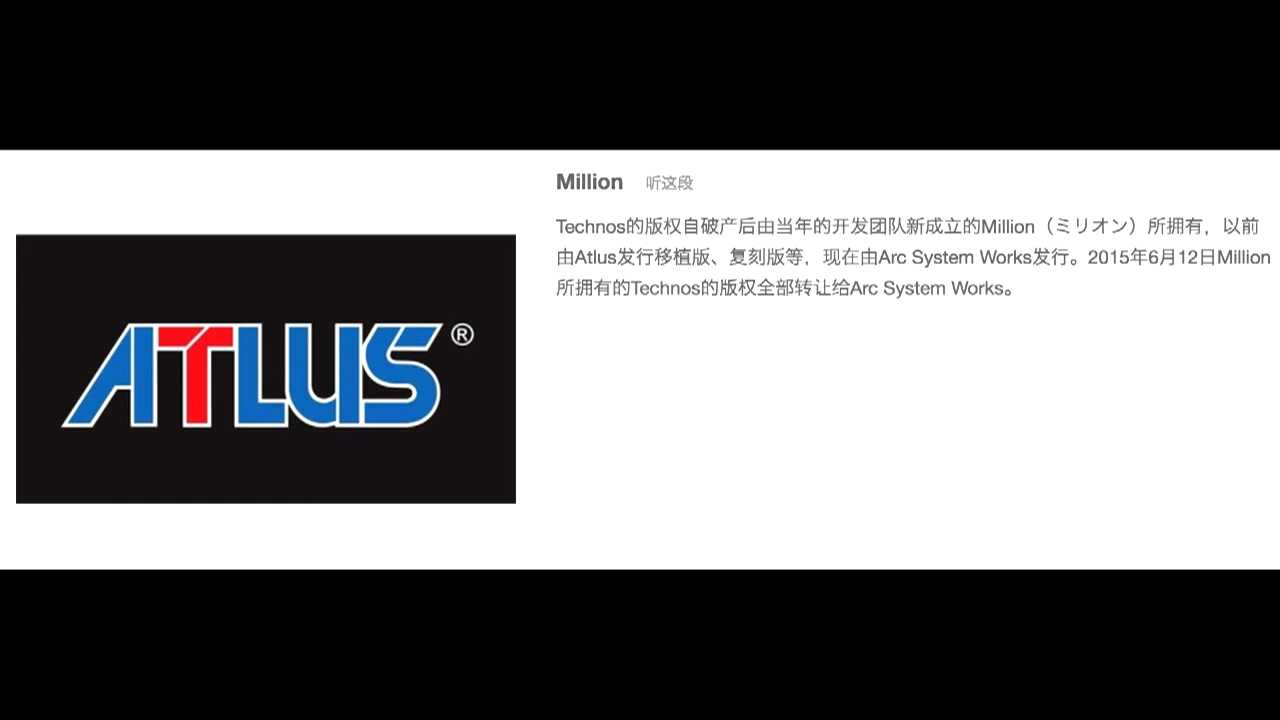 Million 听这段
Technos的版权自破产后由当年的开发团队新成立的Million（ミリオン）所拥有，以前
由Atlus发行移植版、复刻版等，现在由Arc System Works发行。2015年6月12日Million
所拥有的Technos的版权全部转让给Arc System Works。
ATLUS®